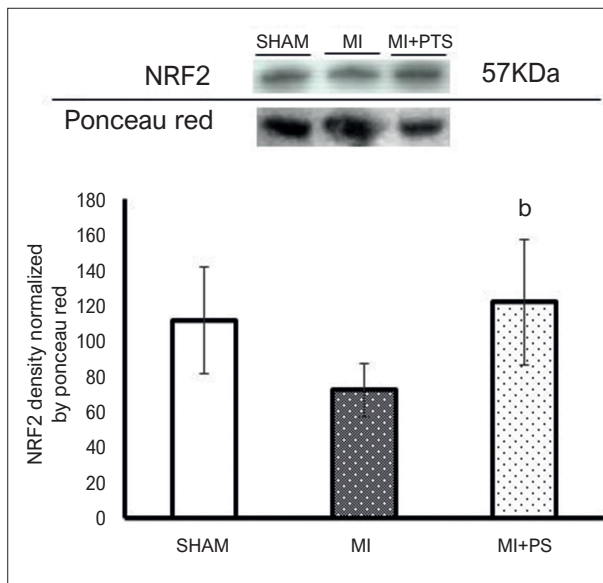 SHAM MI MI+PTS
NRF2 57KDa
Ponceau red
b
NRF2 density normalized
by ponceau red
180
160
140
120
100
80
60
40
20
0
SHAM MI MI+PS